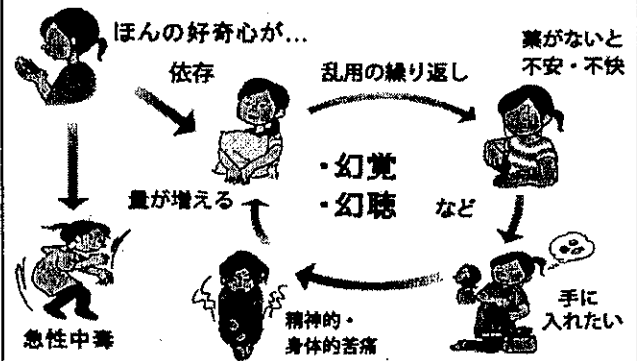 ほんの好奇心が…
依存
乱用の繰り返し
薬がないと
不安・不快
・幻覚
・幻聴 など
量が増える
急性中毒
精神的・
身体的苦痛
手に
入れたい